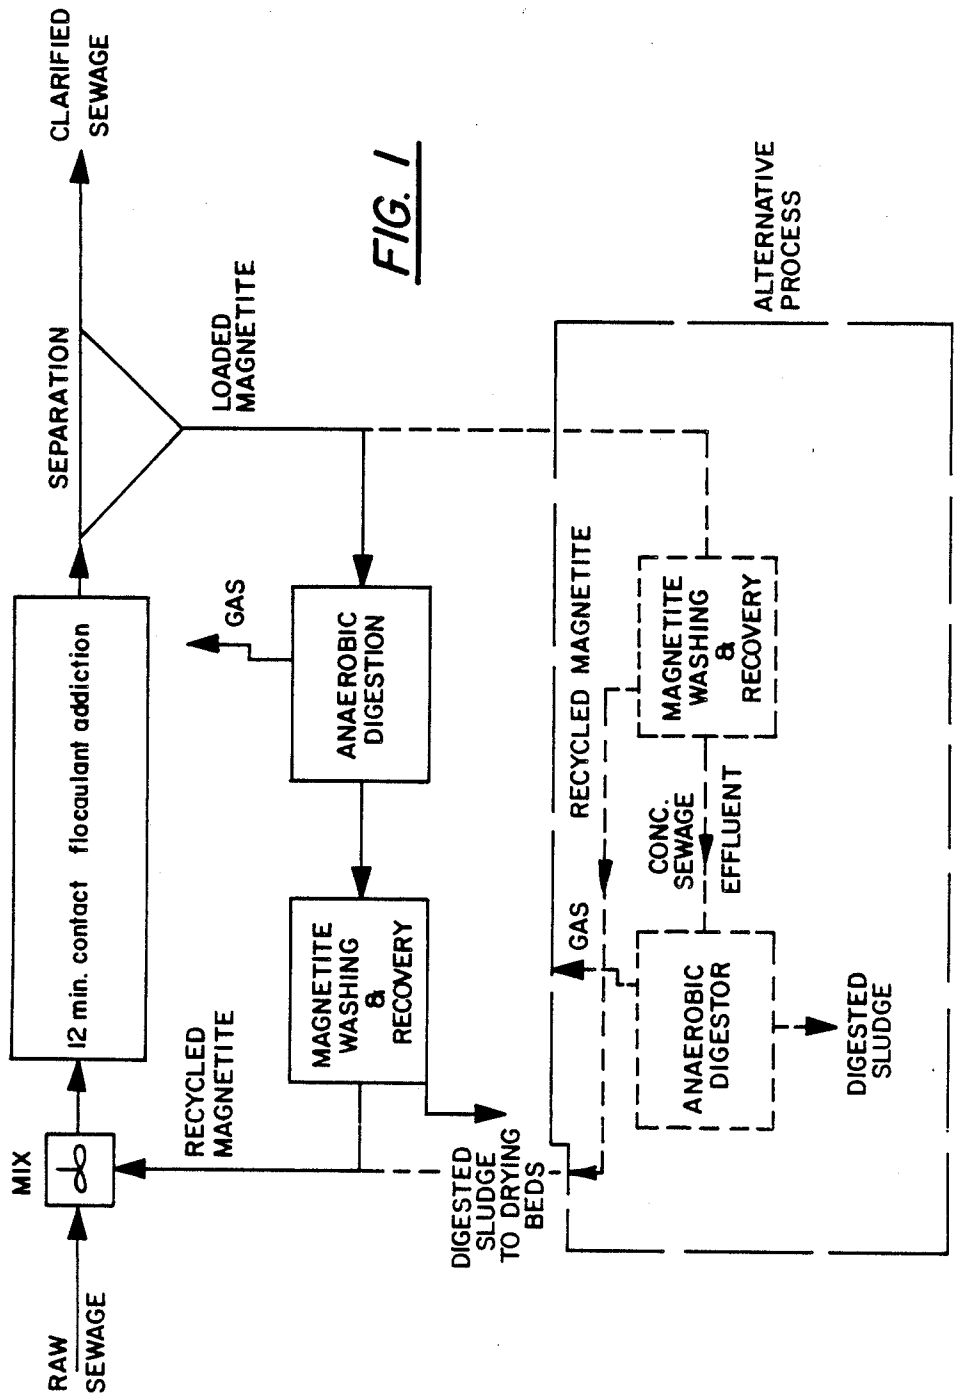 RAW
SEWAGE
MIX
12 min. contact flocaulant addiction
SEPARATION
CLARIFIED
SEWAGE
RECYCLED
MAGNETITE
GAS
LOADED
MAGNETITE
MAGNETITE
WASHING
&
RECOVERY
ANAEROBIC
DIGESTION
FIG. 1
DIGESTED
SLUDGE
TO DRYING
BEDS
GAS
RECYCLED MAGNETITE
ANAEROBIC
DIGESTOR
CONC.
SEWAGE
EFFLUENT
MAGNETITE
WASHING
&
RECOVERY
ALTERNATIVE
PROCESS
DIGESTED
SLUDGE